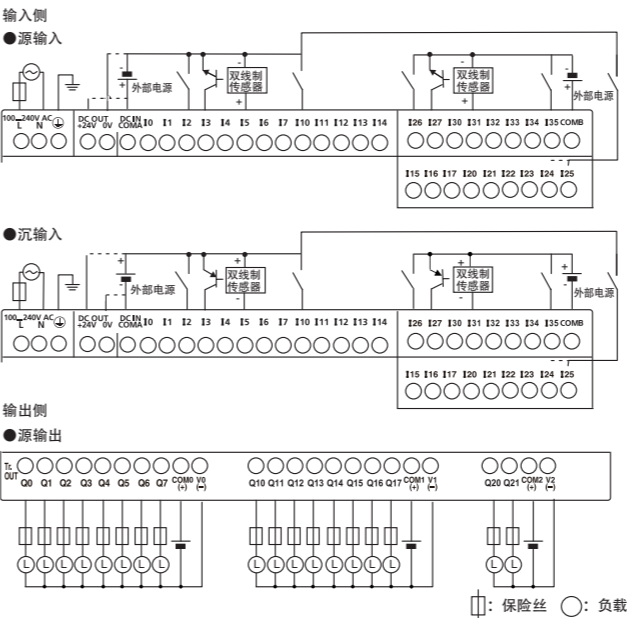 输入侧
●源输入
- 双线制 传感器 +
- + 外部电源
- 双线制 传感器 +
- + 外部电源
100—240V AC L N
DC OUT +24V 0V
DC IN COMA I0 I1 I2 I3 I4 I5 I6 I7 I10 I11 I12 I13 I14
I26 I27 I30 I31 I32 I33 I34 I35 COMB
I15 I16 I17 I20 I21 I22 I23 I24 I25
●沉输入
+ - 外部电源
+ 双线制 传感器 -
+ 双线制 传感器 -
+ - 外部电源
100—240V AC L N
DC OUT +24V 0V
DC IN COMA I0 I1 I2 I3 I4 I5 I6 I7 I10 I11 I12 I13 I14
I26 I27 I30 I31 I32 I33 I34 I35 COMB
I15 I16 I17 I20 I21 I22 I23 I24 I25
输出侧
●源输出
Tr. OUT
Q0 Q1 Q2 Q3 Q4 Q5 Q6 Q7 COM0 (+) V0 (−)
Q10 Q11 Q12 Q13 Q14 Q15 Q16 Q17 COM1 (+) V1 (−)
Q20 Q21 COM2 (+) V2 (−)
L L L L L L L L
L L L L L L L L
L L
：保险丝 ：负载